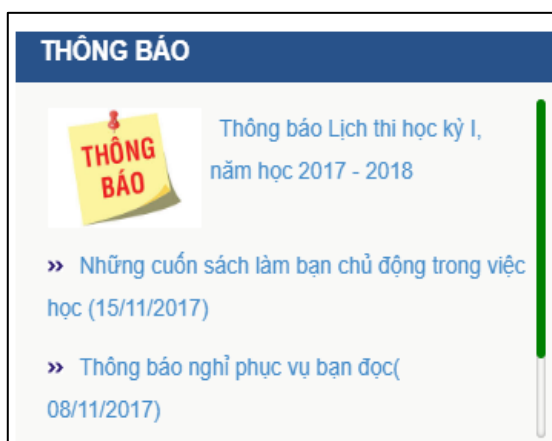 THÔNG BÁO
THÔNG
BÁO
Thông báo Lịch thi học kỳ I,
năm học 2017 - 2018
›› Những cuốn sách làm bạn chủ động trong việc
học (15/11/2017)
›› Thông báo nghỉ phục vụ bạn đọc(
08/11/2017)